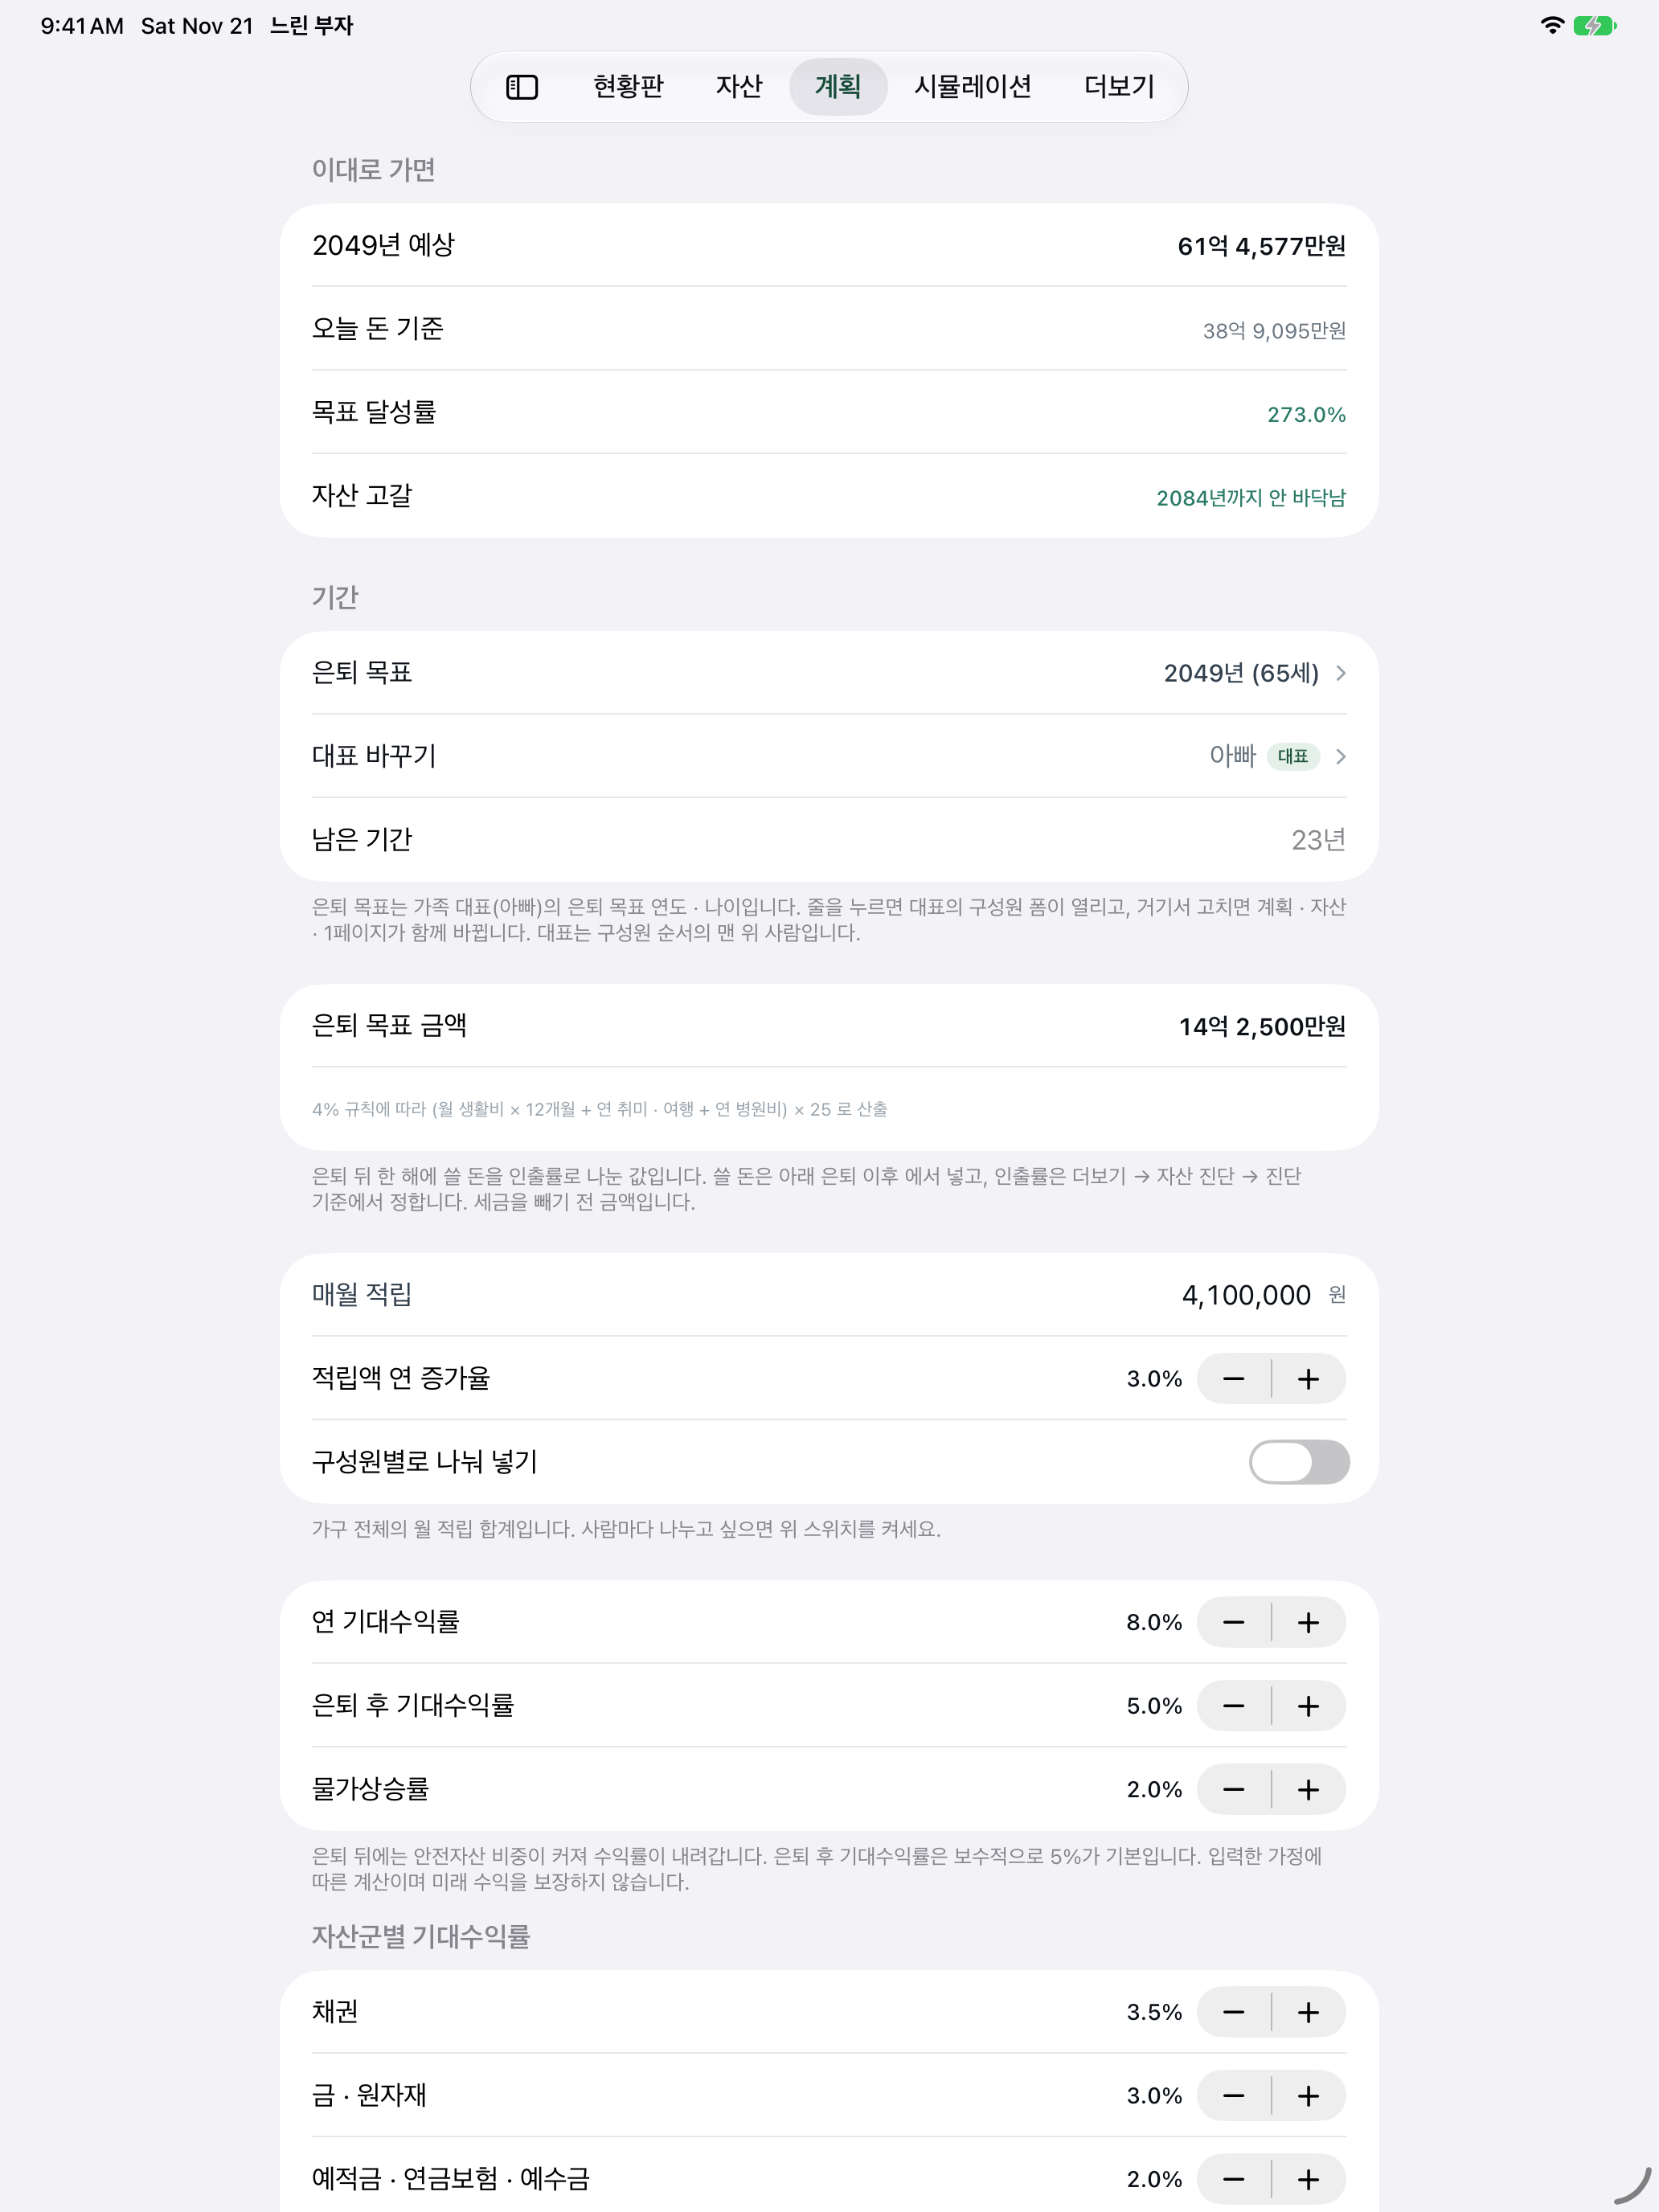 9:41 AM Sat Nov 21 느린 부자
현황판 자산 계획 시뮬레이션 더보기
이대로 가면
2049년 예상 61억 4,577만원
오늘 돈 기준 38억 9,095만원
목표 달성률 273.0%
자산 고갈 2084년까지 안 바닥남
기간
은퇴 목표 2049년 (65세)
대표 바꾸기 아빠 대표
남은 기간 23년
은퇴 목표는 가족 대표(아빠)의 은퇴 목표 연도 · 나이입니다. 줄을 누르면 대표의 구성원 폼이 열리고, 거기서 고치면 계획 · 자산
· 1페이지가 함께 바뀝니다. 대표는 구성원 순서의 맨 위 사람입니다.
은퇴 목표 금액 14억 2,500만원
4% 규칙에 따라 (월 생활비 × 12개월 + 연 취미 · 여행 + 연 병원비) × 25 로 산출
은퇴 뒤 한 해에 쓸 돈을 인출률로 나눈 값입니다. 쓸 돈은 아래 은퇴 이후 에서 넣고, 인출률은 더보기 → 자산 진단 → 진단
기준에서 정합니다. 세금을 빼기 전 금액입니다.
매월 적립 4,100,000 원
적립액 연 증가율 3.0%
구성원별로 나눠 넣기
가구 전체의 월 적립 합계입니다. 사람마다 나누고 싶으면 위 스위치를 켜세요.
연 기대수익률 8.0%
은퇴 후 기대수익률 5.0%
물가상승률 2.0%
은퇴 뒤에는 안전자산 비중이 커져 수익률이 내려갑니다. 은퇴 후 기대수익률은 보수적으로 5%가 기본입니다. 입력한 가정에
따른 계산이며 미래 수익을 보장하지 않습니다.
자산군별 기대수익률
채권 3.5%
금 · 원자재 3.0%
예적금 · 연금보험 · 예수금 2.0%